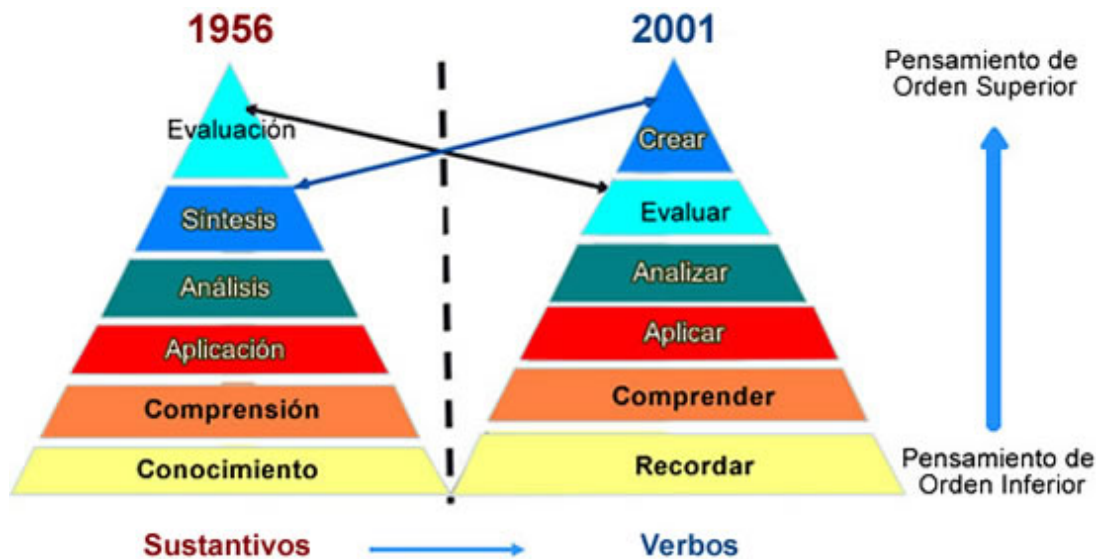 1956
Evaluación
Síntesis
Análisis
Aplicación
Comprensión
Conocimiento
Sustantivos
2001
Crear
Evaluar
Analizar
Aplicar
Comprender
Recordar
Verbos
Pensamiento de
Orden Superior
Pensamiento de
Orden Inferior